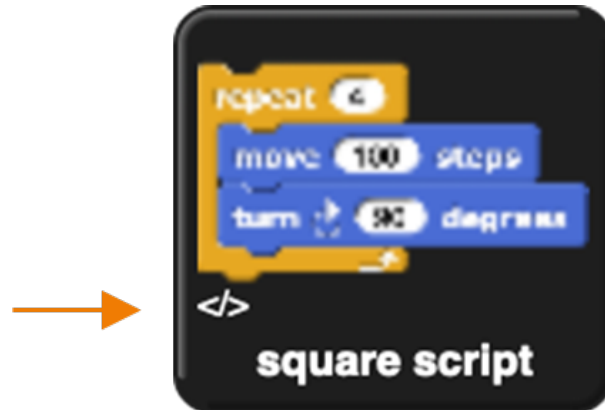 repeat 4
move 100 steps
turn 90 degrees
</>
square script